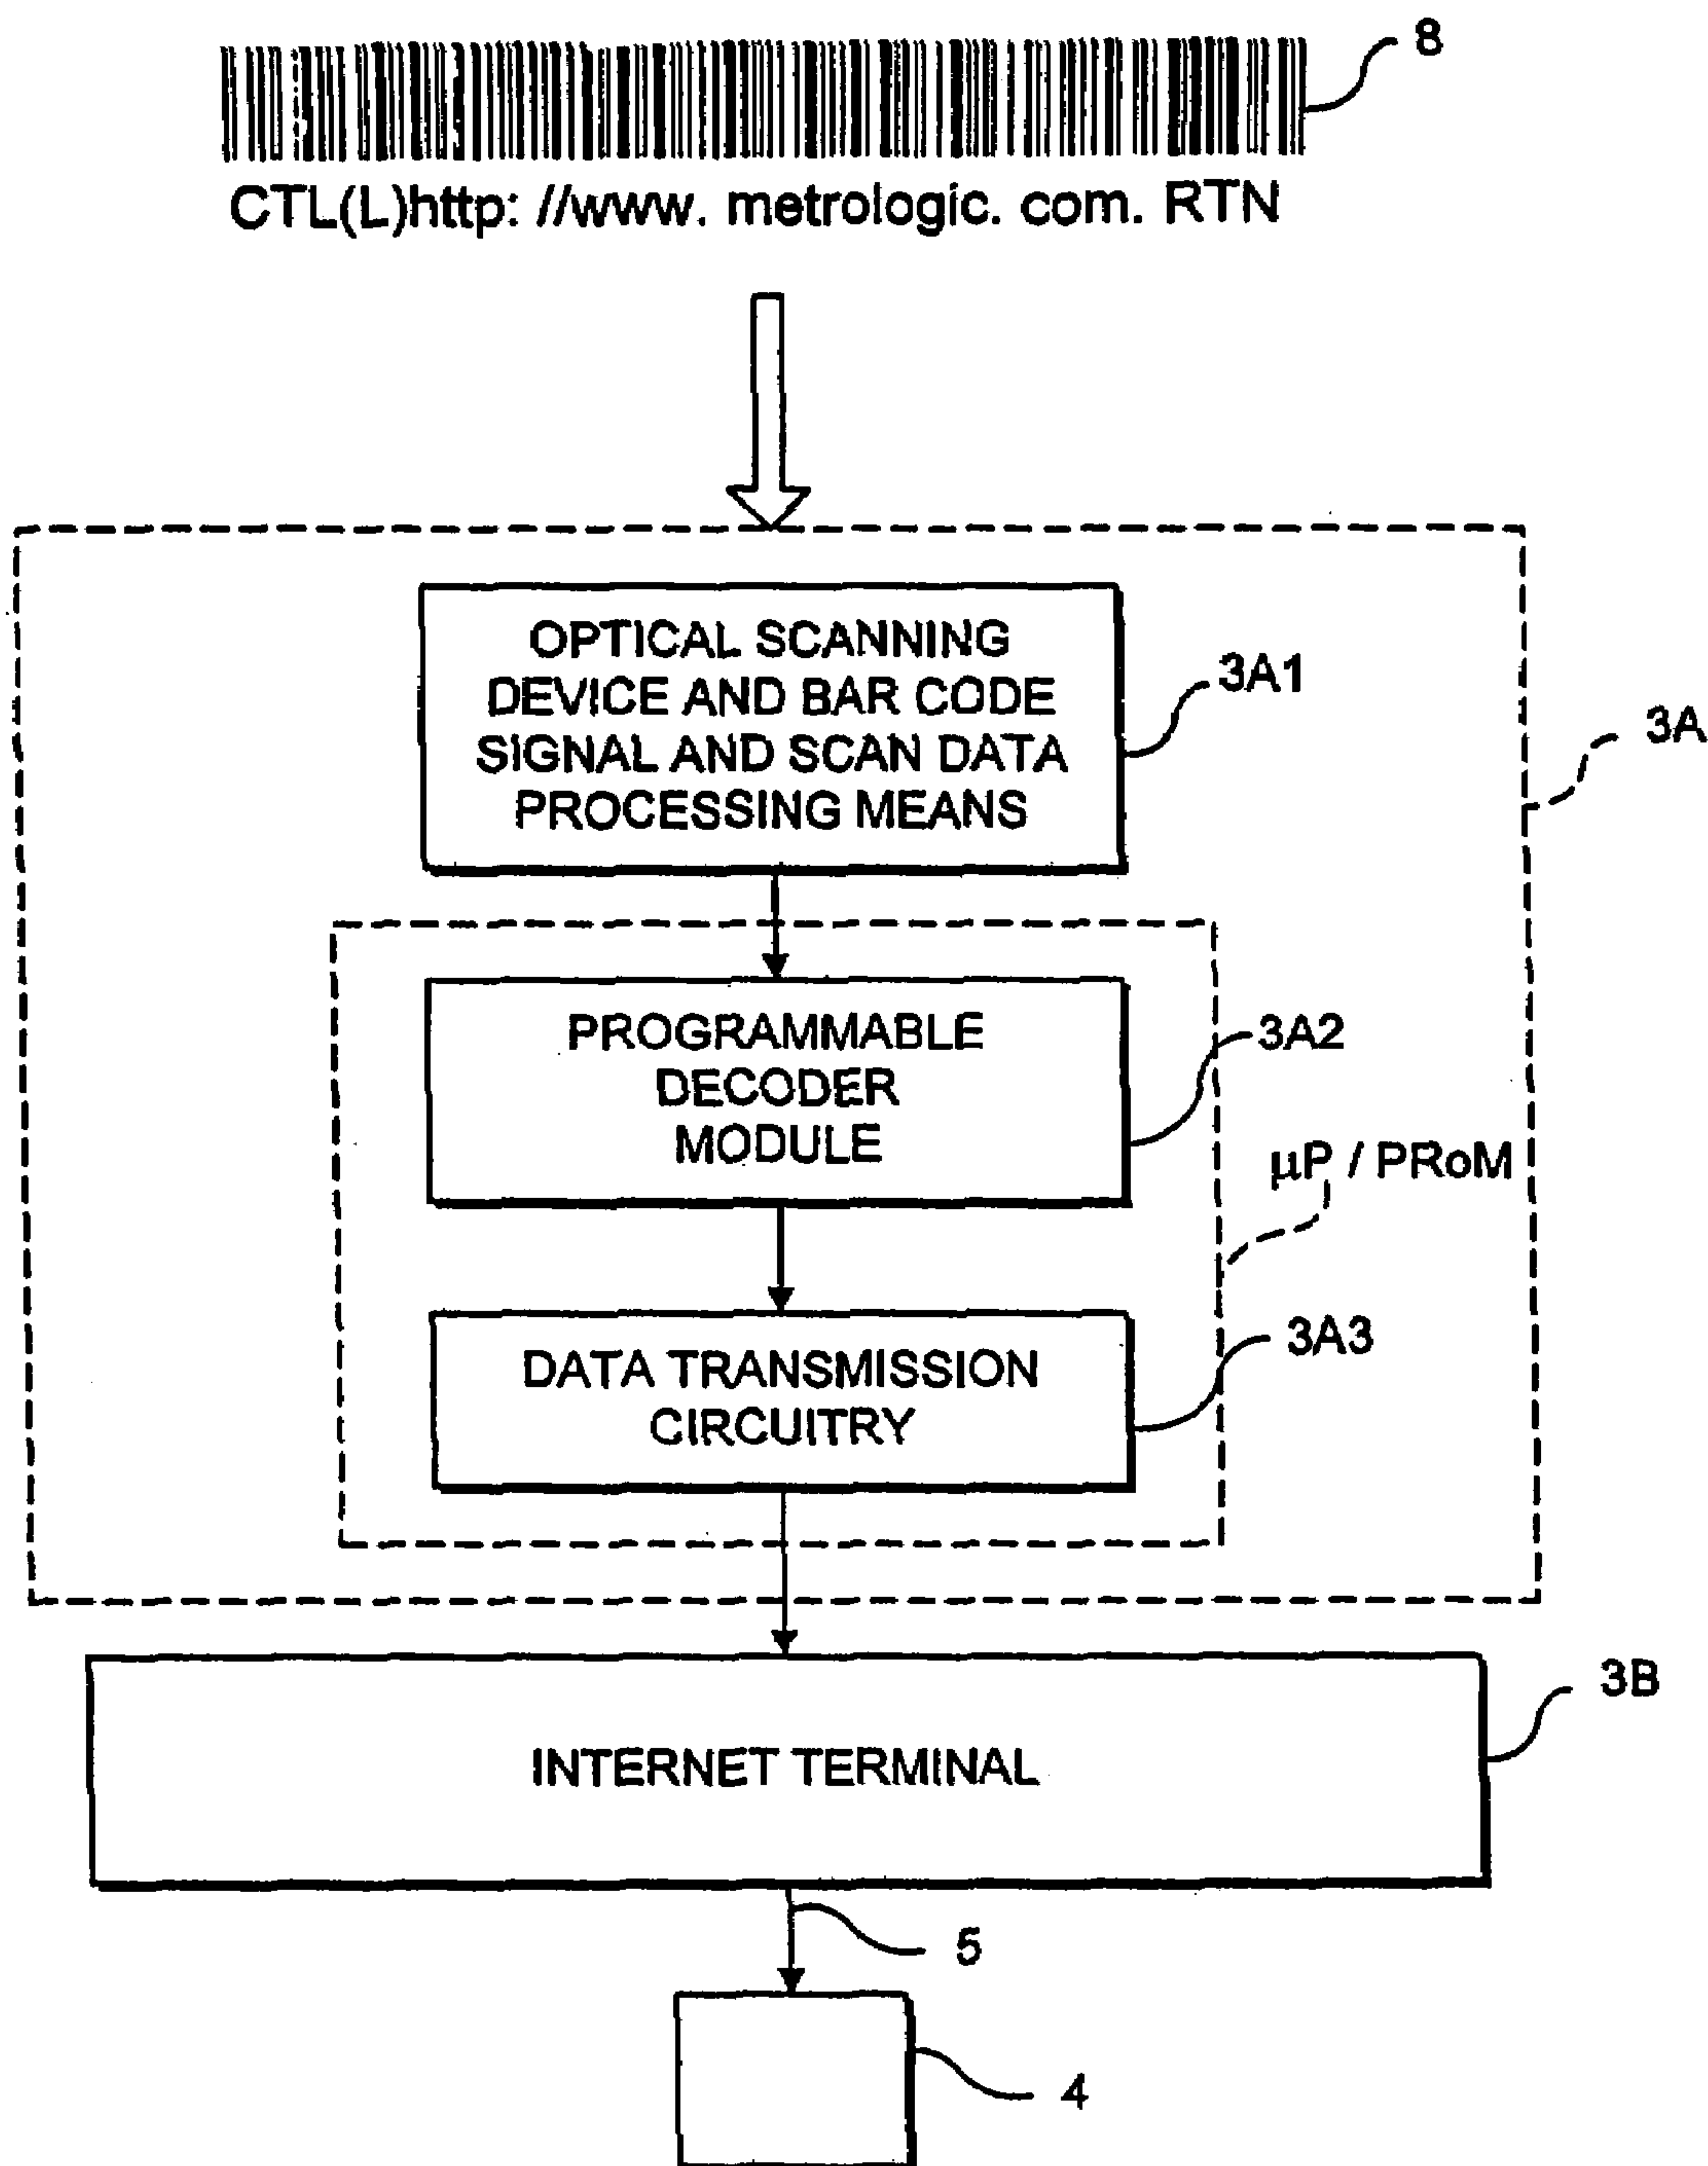 8
CTL(L)http: //www. metrologic. com. RTN
OPTICAL SCANNING
DEVICE AND BAR CODE
SIGNAL AND SCAN DATA
PROCESSING MEANS
3A1
3A
PROGRAMMABLE
DECODER
MODULE
3A2
µP / PRoM
DATA TRANSMISSION
CIRCUITRY
3A3
INTERNET TERMINAL
3B
5
4